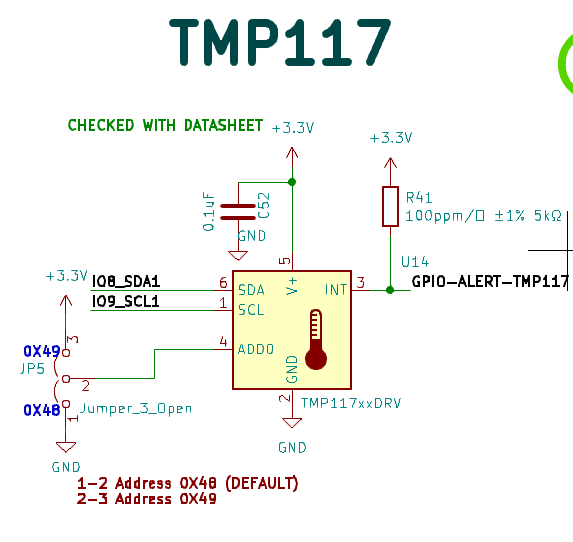 TMP117
CHECKED WITH DATASHEET
+3.3V
+3.3V
0.1uF
C52
GND
R41
100ppm/□ ±1% 5kΩ
5
U14
+3.3V
IO8_SDA1
6
SDA
V+
INT
3
GPIO-ALERT-TMP117
IO9_SCL1
1
SCL
3
0X49
JP5
2
4
ADD0
GND
0X48
1
Jumper_3_Open
2
TMP117xxDRV
GND
GND
1-2 Address 0X48 (DEFAULT)
2-3 Address 0X49